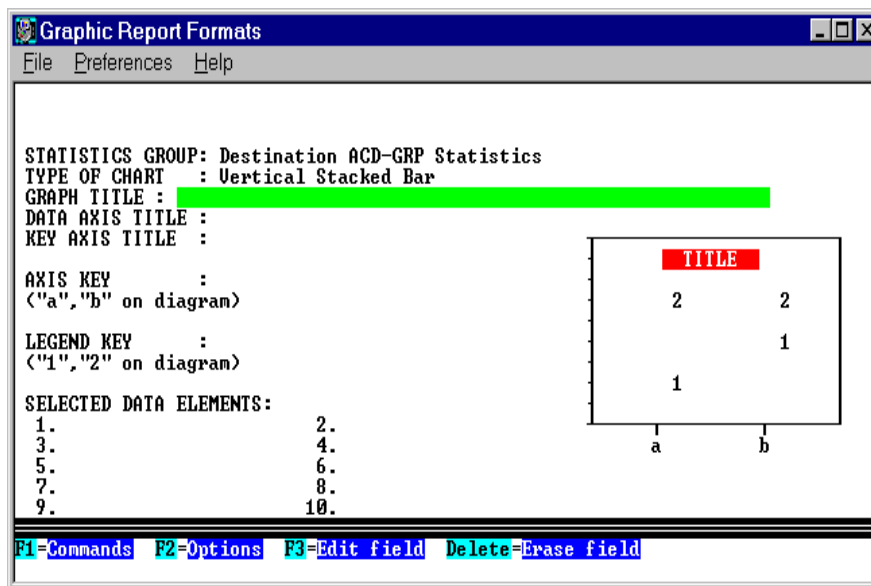 Graphic Report Formats
File Preferences Help
STATISTICS GROUP: Destination ACD-GRP Statistics
TYPE OF CHART : Vertical Stacked Bar
GRAPH TITLE :
DATA AXIS TITLE :
KEY AXIS TITLE :
TITLE
AXIS KEY :
("a","b" on diagram)
2 2
LEGEND KEY :
1
("1","2" on diagram)
1
SELECTED DATA ELEMENTS:
1. 2.
3. 4.
a b
5. 6.
7. 8.
9. 10.
F1=Commands F2=Options F3=Edit field Delete=Erase field